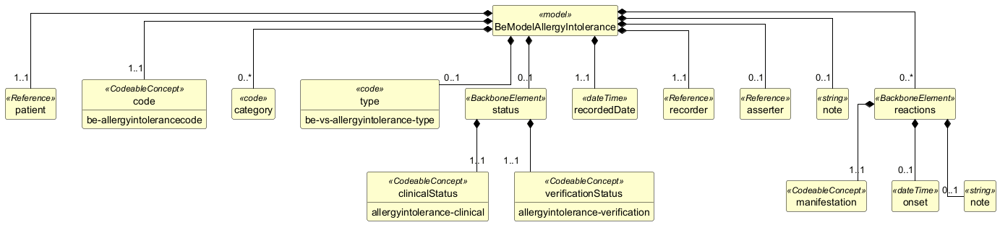 «model»
BeModelAllergyIntolerance
1..1
1..1
0..*
0..1
0..1
1..1
1..1
0..1
0..1
0..*
«Reference»
patient
«CodeableConcept»
code
be-allergyintolerancecode
«code»
category
«code»
type
be-vs-allergyintolerance-type
«BackboneElement»
status
«dateTime»
recordedDate
«Reference»
recorder
«Reference»
asserter
«string»
note
«BackboneElement»
reactions
1..1
1..1
1..1
0..1
0..1
«CodeableConcept»
clinicalStatus
allergyintolerance-clinical
«CodeableConcept»
verificationStatus
allergyintolerance-verification
«CodeableConcept»
manifestation
«dateTime»
onset
«string»
note